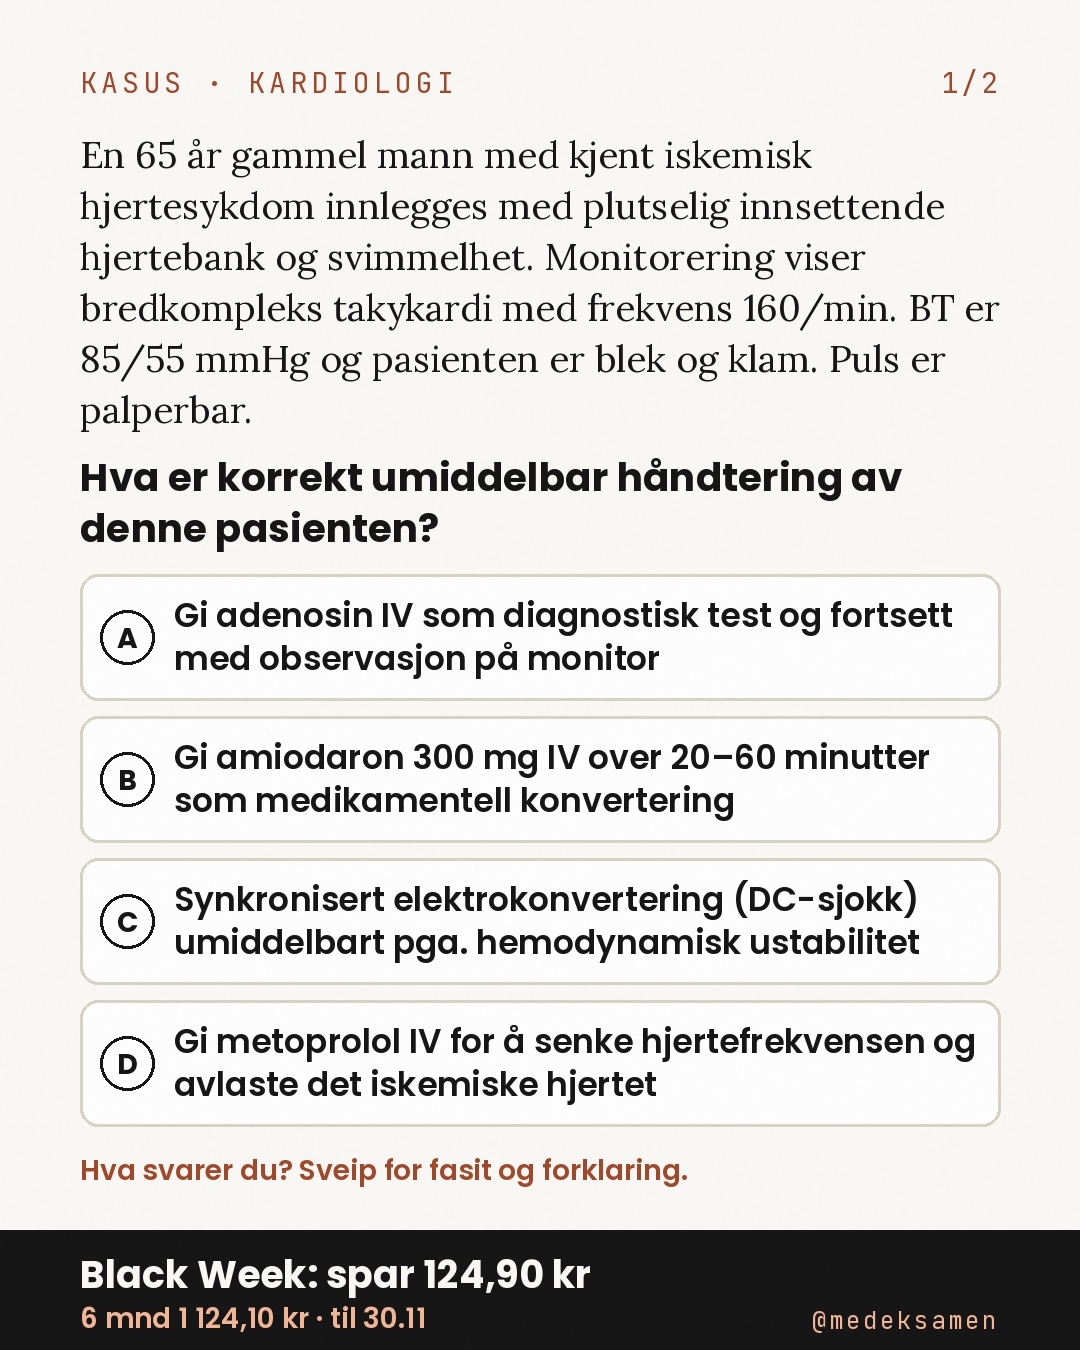 KASUS · KARDIOLOGI
1/2
En 65 år gammel mann med kjent iskemisk
hjertesykdom innlegges med plutselig innsettende
hjertebank og svimmelhet. Monitorering viser
bredkompleks takykardi med frekvens 160/min. BT er
85/55 mmHg og pasienten er blek og klam. Puls er
palperbar.
Hva er korrekt umiddelbar håndtering av
denne pasienten?
A
Gi adenosin IV som diagnostisk test og fortsett
med observasjon på monitor
B
Gi amiodaron 300 mg IV over 20–60 minutter
som medikamentell konvertering
C
Synkronisert elektrokonvertering (DC-sjokk)
umiddelbart pga. hemodynamisk ustabilitet
D
Gi metoprolol IV for å senke hjertefrekvensen og
avlaste det iskemiske hjertet
Hva svarer du? Sveip for fasit og forklaring.
Black Week: spar 124,90 kr
6 mnd 1 124,10 kr · til 30.11
@medeksamen